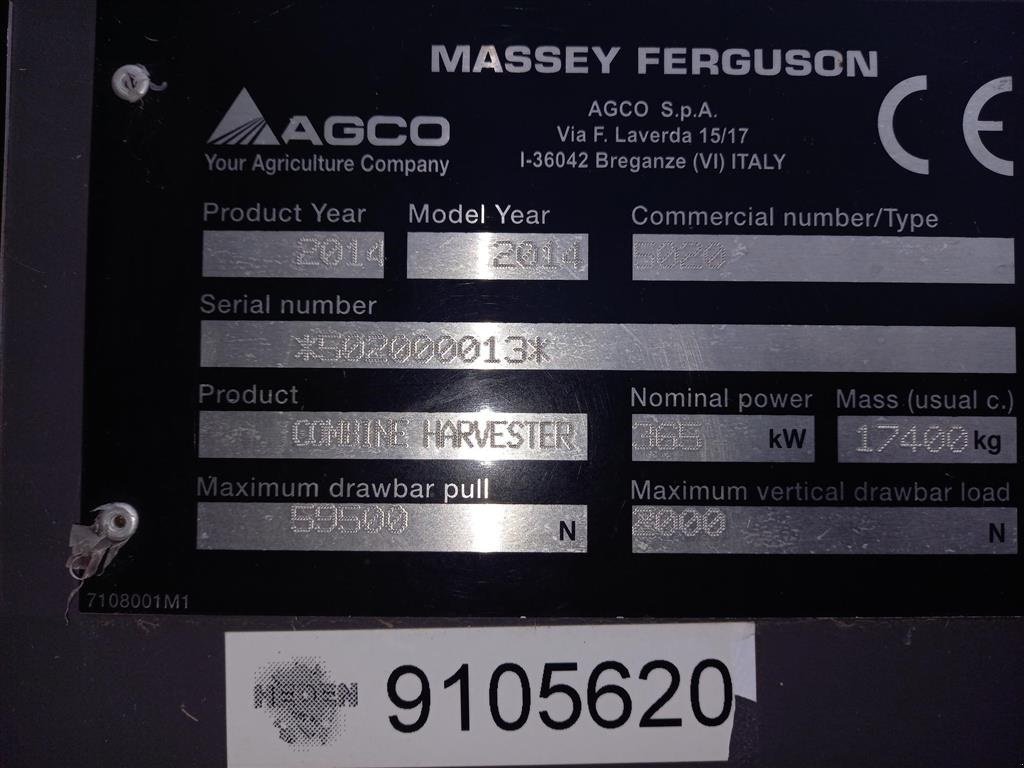 MASSEY FERGUSON
AGCO
Your Agriculture Company
AGCO S.p.A.
Via F. Laverda 15/17
I-36042 Breganze (VI) ITALY
CE
Product Year Model Year Commercial number/Type
2014 2014 5020
Serial number
*502000013*
Product Nominal power Mass (usual c.)
COMBINE HARVESTER 365 kW 17400 kg
Maximum drawbar pull Maximum vertical drawbar load
59500 N 2000 N
7108001M1
9105620